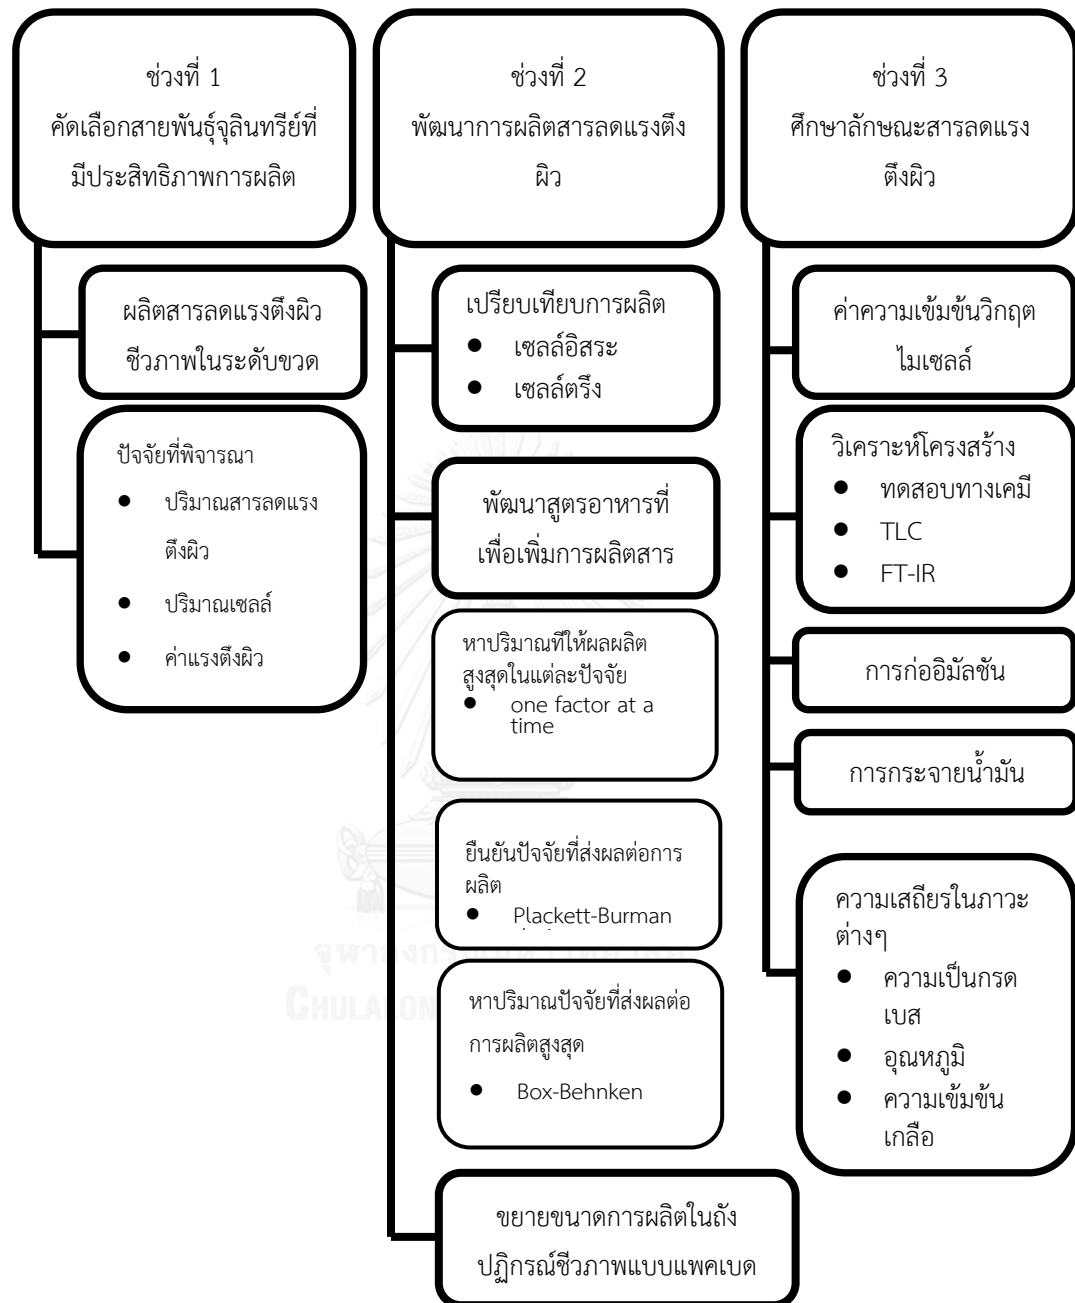 ช่วงที่ 1
คัดเลือกสายพันธุ์จุลินทรีย์ที่
มีประสิทธิภาพการผลิต
ผลิตสารลดแรงตึงผิว
ชีวภาพในระดับขวด
ปัจจัยที่พิจารณา
● ปริมาณสารลดแรง
ตึงผิว
● ปริมาณเซลล์
● ค่าแรงตึงผิว
ช่วงที่ 2
พัฒนาการผลิตสารลดแรงตึง
ผิว
เปรียบเทียบการผลิต
● เซลล์อิสระ
● เซลล์ตรึง
พัฒนาสูตรอาหารที่
เพื่อเพิ่มการผลิตสาร
หาปริมาณที่ให้ผลผลิต
สูงสุดในแต่ละปัจจัย
● one factor at a
time
ยืนยันปัจจัยที่ส่งผลต่อการ
ผลิต
● Plackett-Burman
หาปริมาณปัจจัยที่ส่งผลต่อ
การผลิตสูงสุด
● Box-Behnken
ขยายขนาดการผลิตในถัง
ปฏิกรณ์ชีวภาพแบบแพคเบด
ช่วงที่ 3
ศึกษาลักษณะสารลดแรง
ตึงผิว
ค่าความเข้มข้นวิกฤต
ไมเซลล์
วิเคราะห์โครงสร้าง
● ทดสอบทางเคมี
● TLC
● FT-IR
การก่ออิมัลชัน
การกระจายน้ำมัน
ความเสถียรในภาวะ
ต่างๆ
● ความเป็นกรด
เบส
● อุณหภูมิ
● ความเข้มข้น
เกลือ